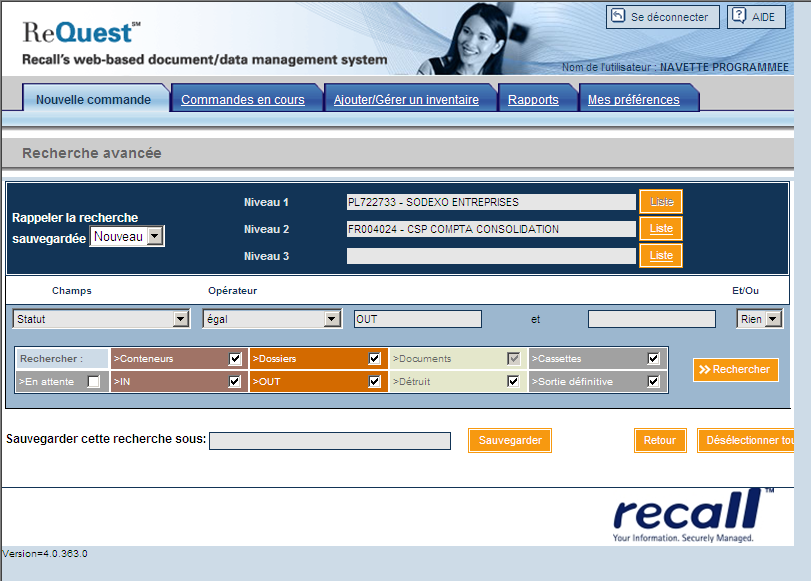 ReQuest℠
Recall's web-based document/data management system
Se déconnecter
? AIDE
Nom de l'utilisateur : NAVETTE PROGRAMMEE
Nouvelle commande Commandes en cours Ajouter/Gérer un inventaire Rapports Mes préférences
Recherche avancée
Rappeler la recherche
sauvegardée Nouveau
Niveau 1 PL722733 - SODEXO ENTREPRISES Liste
Niveau 2 FR004024 - CSP COMPTA CONSOLIDATION Liste
Niveau 3 Liste
Champs Opérateur Et/Ou
Statut égal OUT et Rien
Rechercher : >Conteneurs >Dossiers >Documents >Cassettes
>En attente >IN >OUT >Détruit >Sortie définitive
>> Rechercher
Sauvegarder cette recherche sous: Sauvegarder Retour Désélectionner tou
recall™
Your Information. Securely Managed.
Version=4.0.363.0